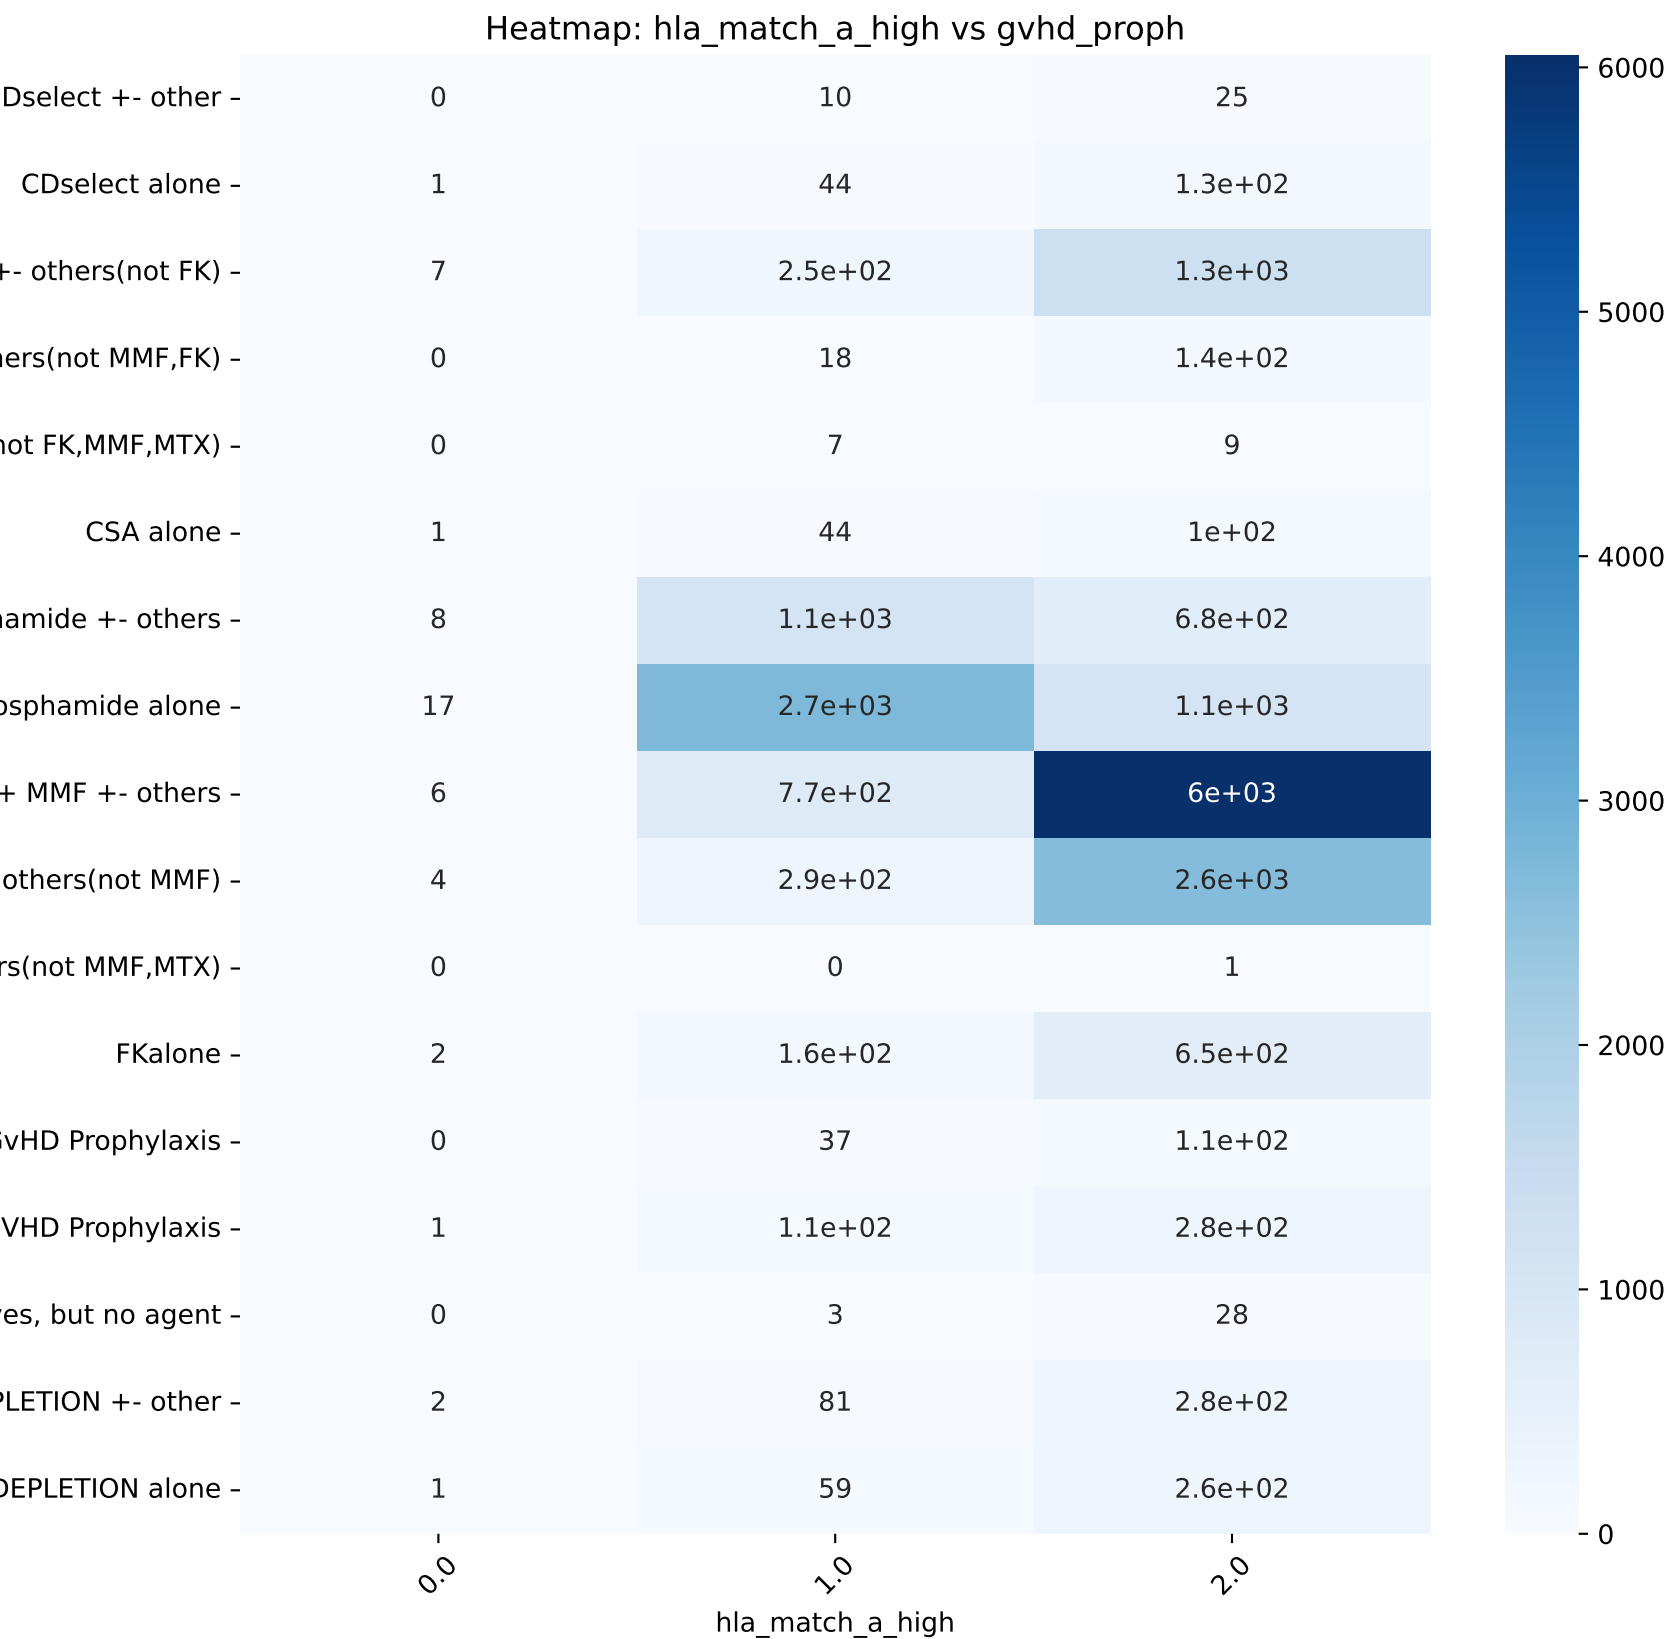 Heatmap: hla_match_a_high vs gvhd_proph
Dselect +- other 0 10 25
CDselect alone 1 44 1.3e+02
+- others(not FK) 7 2.5e+02 1.3e+03
ers(not MMF,FK) 0 18 1.4e+02
not FK,MMF,MTX) 0 7 9
CSA alone 1 44 1e+02
amide +- others 8 1.1e+03 6.8e+02
osphamide alone 17 2.7e+03 1.1e+03
+ MMF +- others 6 7.7e+02 6e+03
others(not MMF) 4 2.9e+02 2.6e+03
rs(not MMF,MTX) 0 0 1
FKalone 2 1.6e+02 6.5e+02
GvHD Prophylaxis 0 37 1.1e+02
VHD Prophylaxis 1 1.1e+02 2.8e+02
yes, but no agent 0 3 28
PLETION +- other 2 81 2.8e+02
DEPLETION alone 1 59 2.6e+02
0.0 1.0 2.0
hla_match_a_high
6000
5000
4000
3000
2000
1000
0